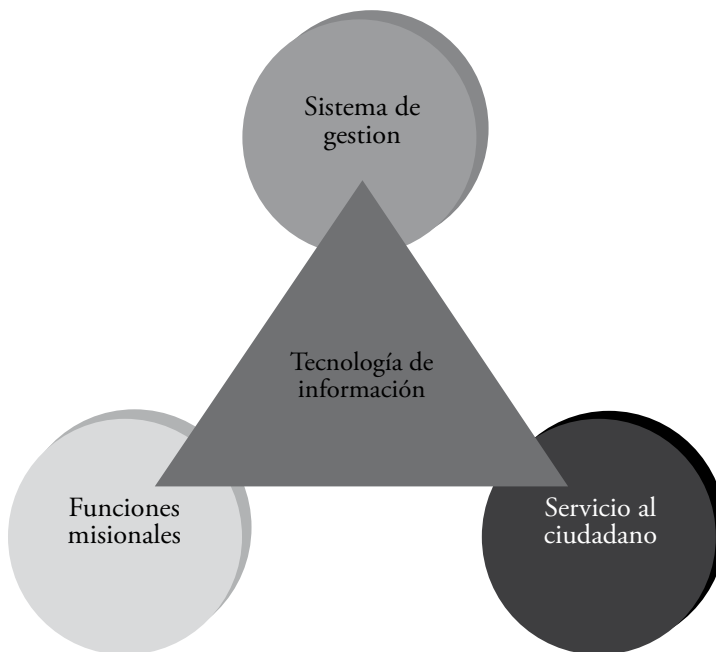 Sistema de
gestion
Tecnología de
información
Funciones
misionales
Servicio al
ciudadano